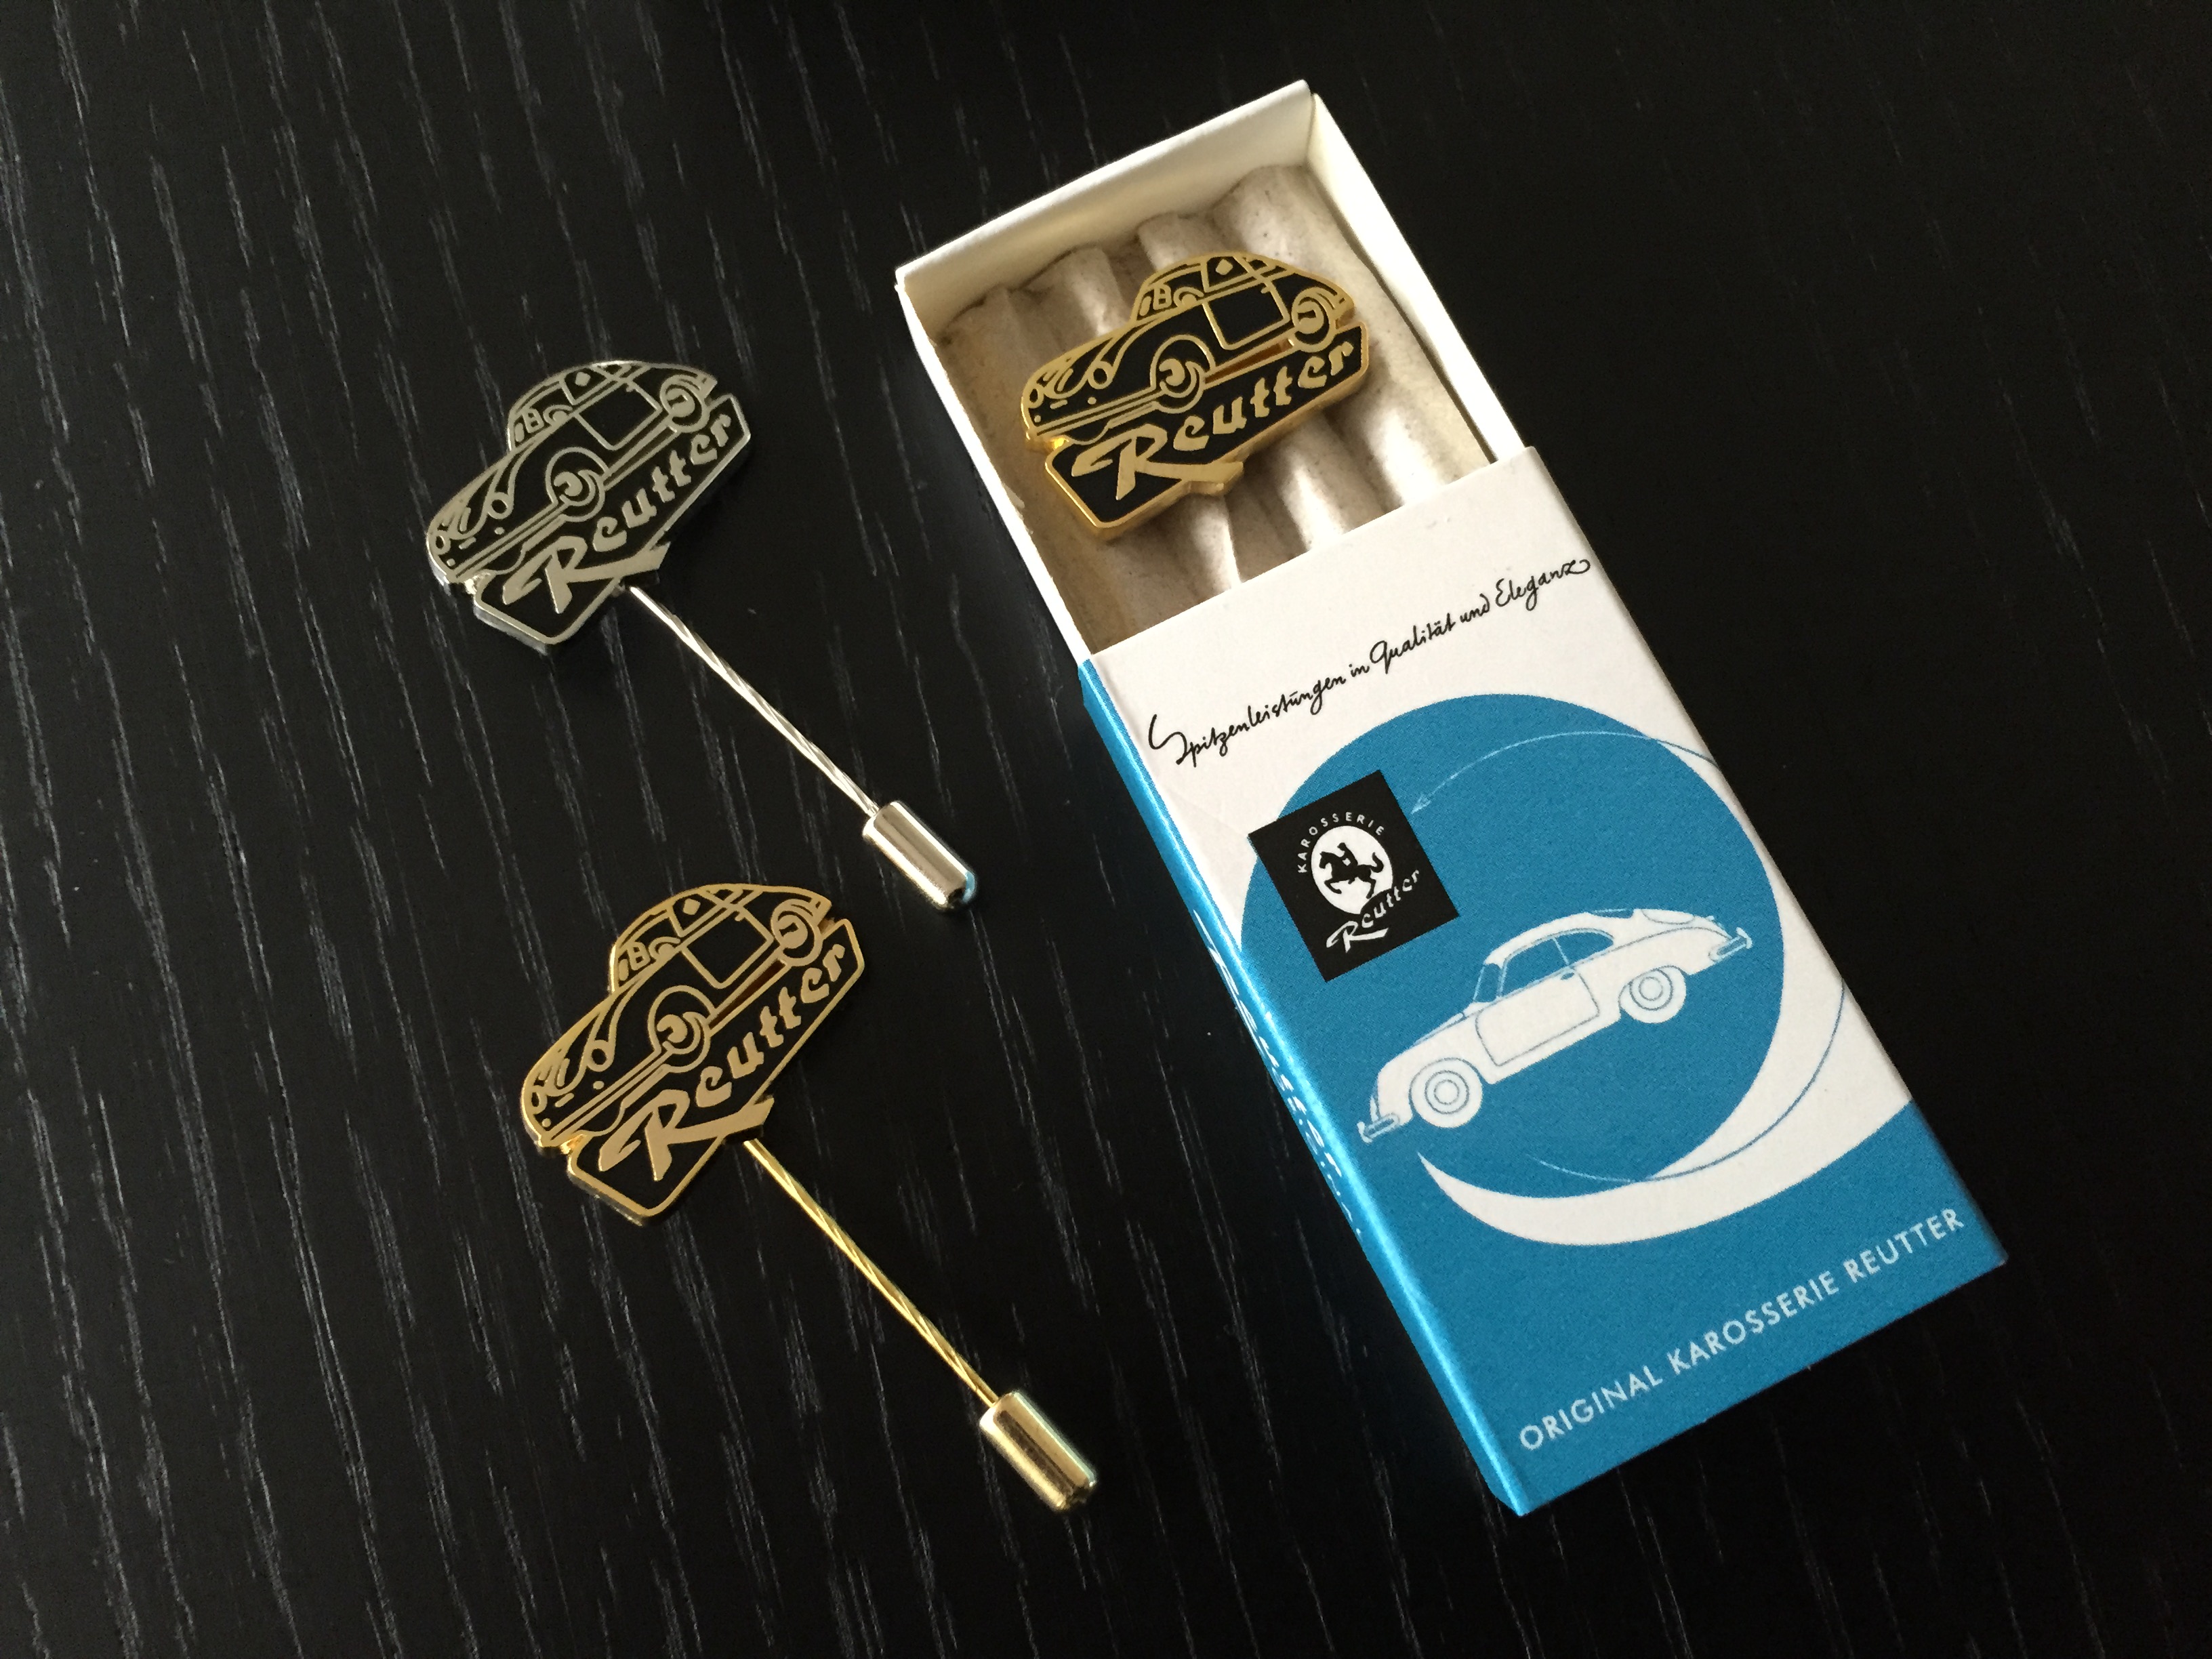 Reutter
Reutter
Reutter
Spitzenleistungen in Qualität und Eleganz
KAROSSERIE
Reutter
ORIGINAL KAROSSERIE REUTTER